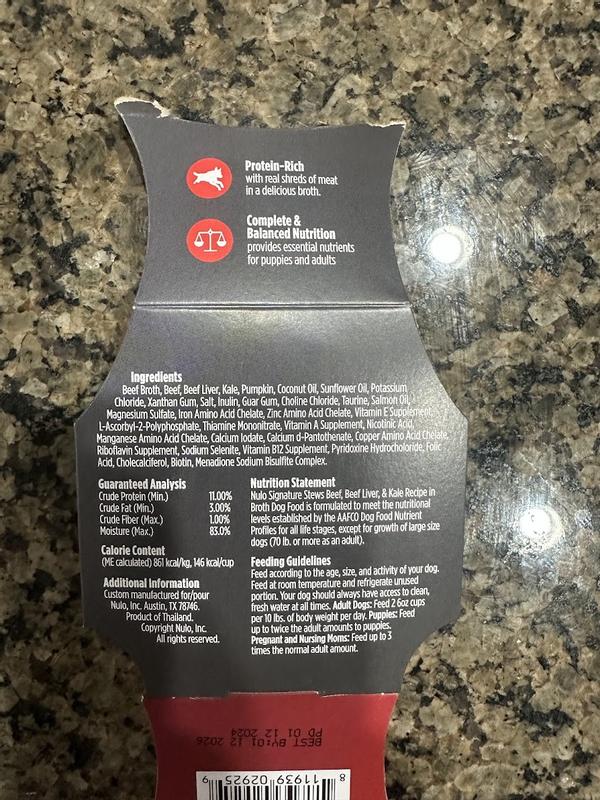 Protein-Rich
with real shreds of meat
in a delicious broth.
Complete &
Balanced Nutrition
provides essential nutrients
for puppies and adults
Ingredients
Beef Broth, Beef, Beef Liver, Kale, Pumpkin, Coconut Oil, Sunflower Oil, Potassium
Chloride, Xanthan Gum, Salt, Inulin, Guar Gum, Choline Chloride, Taurine, Salmon Oil,
Magnesium Sulfate, Iron Amino Acid Chelate, Zinc Amino Acid Chelate, Vitamin E Supplement,
L-Ascorbyl-2-Polyphosphate, Thiamine Mononitrate, Vitamin A Supplement, Nicotinic Acid,
Manganese Amino Acid Chelate, Calcium Iodate, Calcium d-Pantothenate, Copper Amino Acid Chelate,
Riboflavin Supplement, Sodium Selenite, Vitamin B12 Supplement, Pyridoxine Hydrocholoride, Folic
Acid, Cholecalciferol, Biotin, Menadione Sodium Bisulfite Complex.
Guaranteed Analysis
Crude Protein (Min.) 11.00%
Crude Fat (Min.) 3.00%
Crude Fiber (Max.) 1.00%
Moisture (Max.) 83.0%
Calorie Content
(ME calculated) 861 kcal/kg, 146 kcal/cup
Additional Information
Custom manufactured for/pour
Nulo, Inc. Austin, TX 78746.
Product of Thailand.
Copyright Nulo, Inc.
All rights reserved.
Nutrition Statement
Nulo Signature Stews Beef, Beef Liver, & Kale Recipe in
Broth Dog Food is formulated to meet the nutritional
levels established by the AAFCO Dog Food Nutrient
Profiles for all life stages, except for growth of large size
dogs (70 lb. or more as an adult).
Feeding Guidelines
Feed according to the age, size, and activity of your dog.
Feed at room temperature and refrigerate unused
portion. Your dog should always have access to clean,
fresh water at all times. Adult Dogs: Feed 2 6oz cups
per 10 lbs. of body weight per day. Puppies: Feed
up to twice the adult amounts to puppies.
Pregnant and Nursing Moms: Feed up to 3
times the normal adult amount.
PD 01 12 2024
BEST BY:01 12 2026
8 11939 02925 9